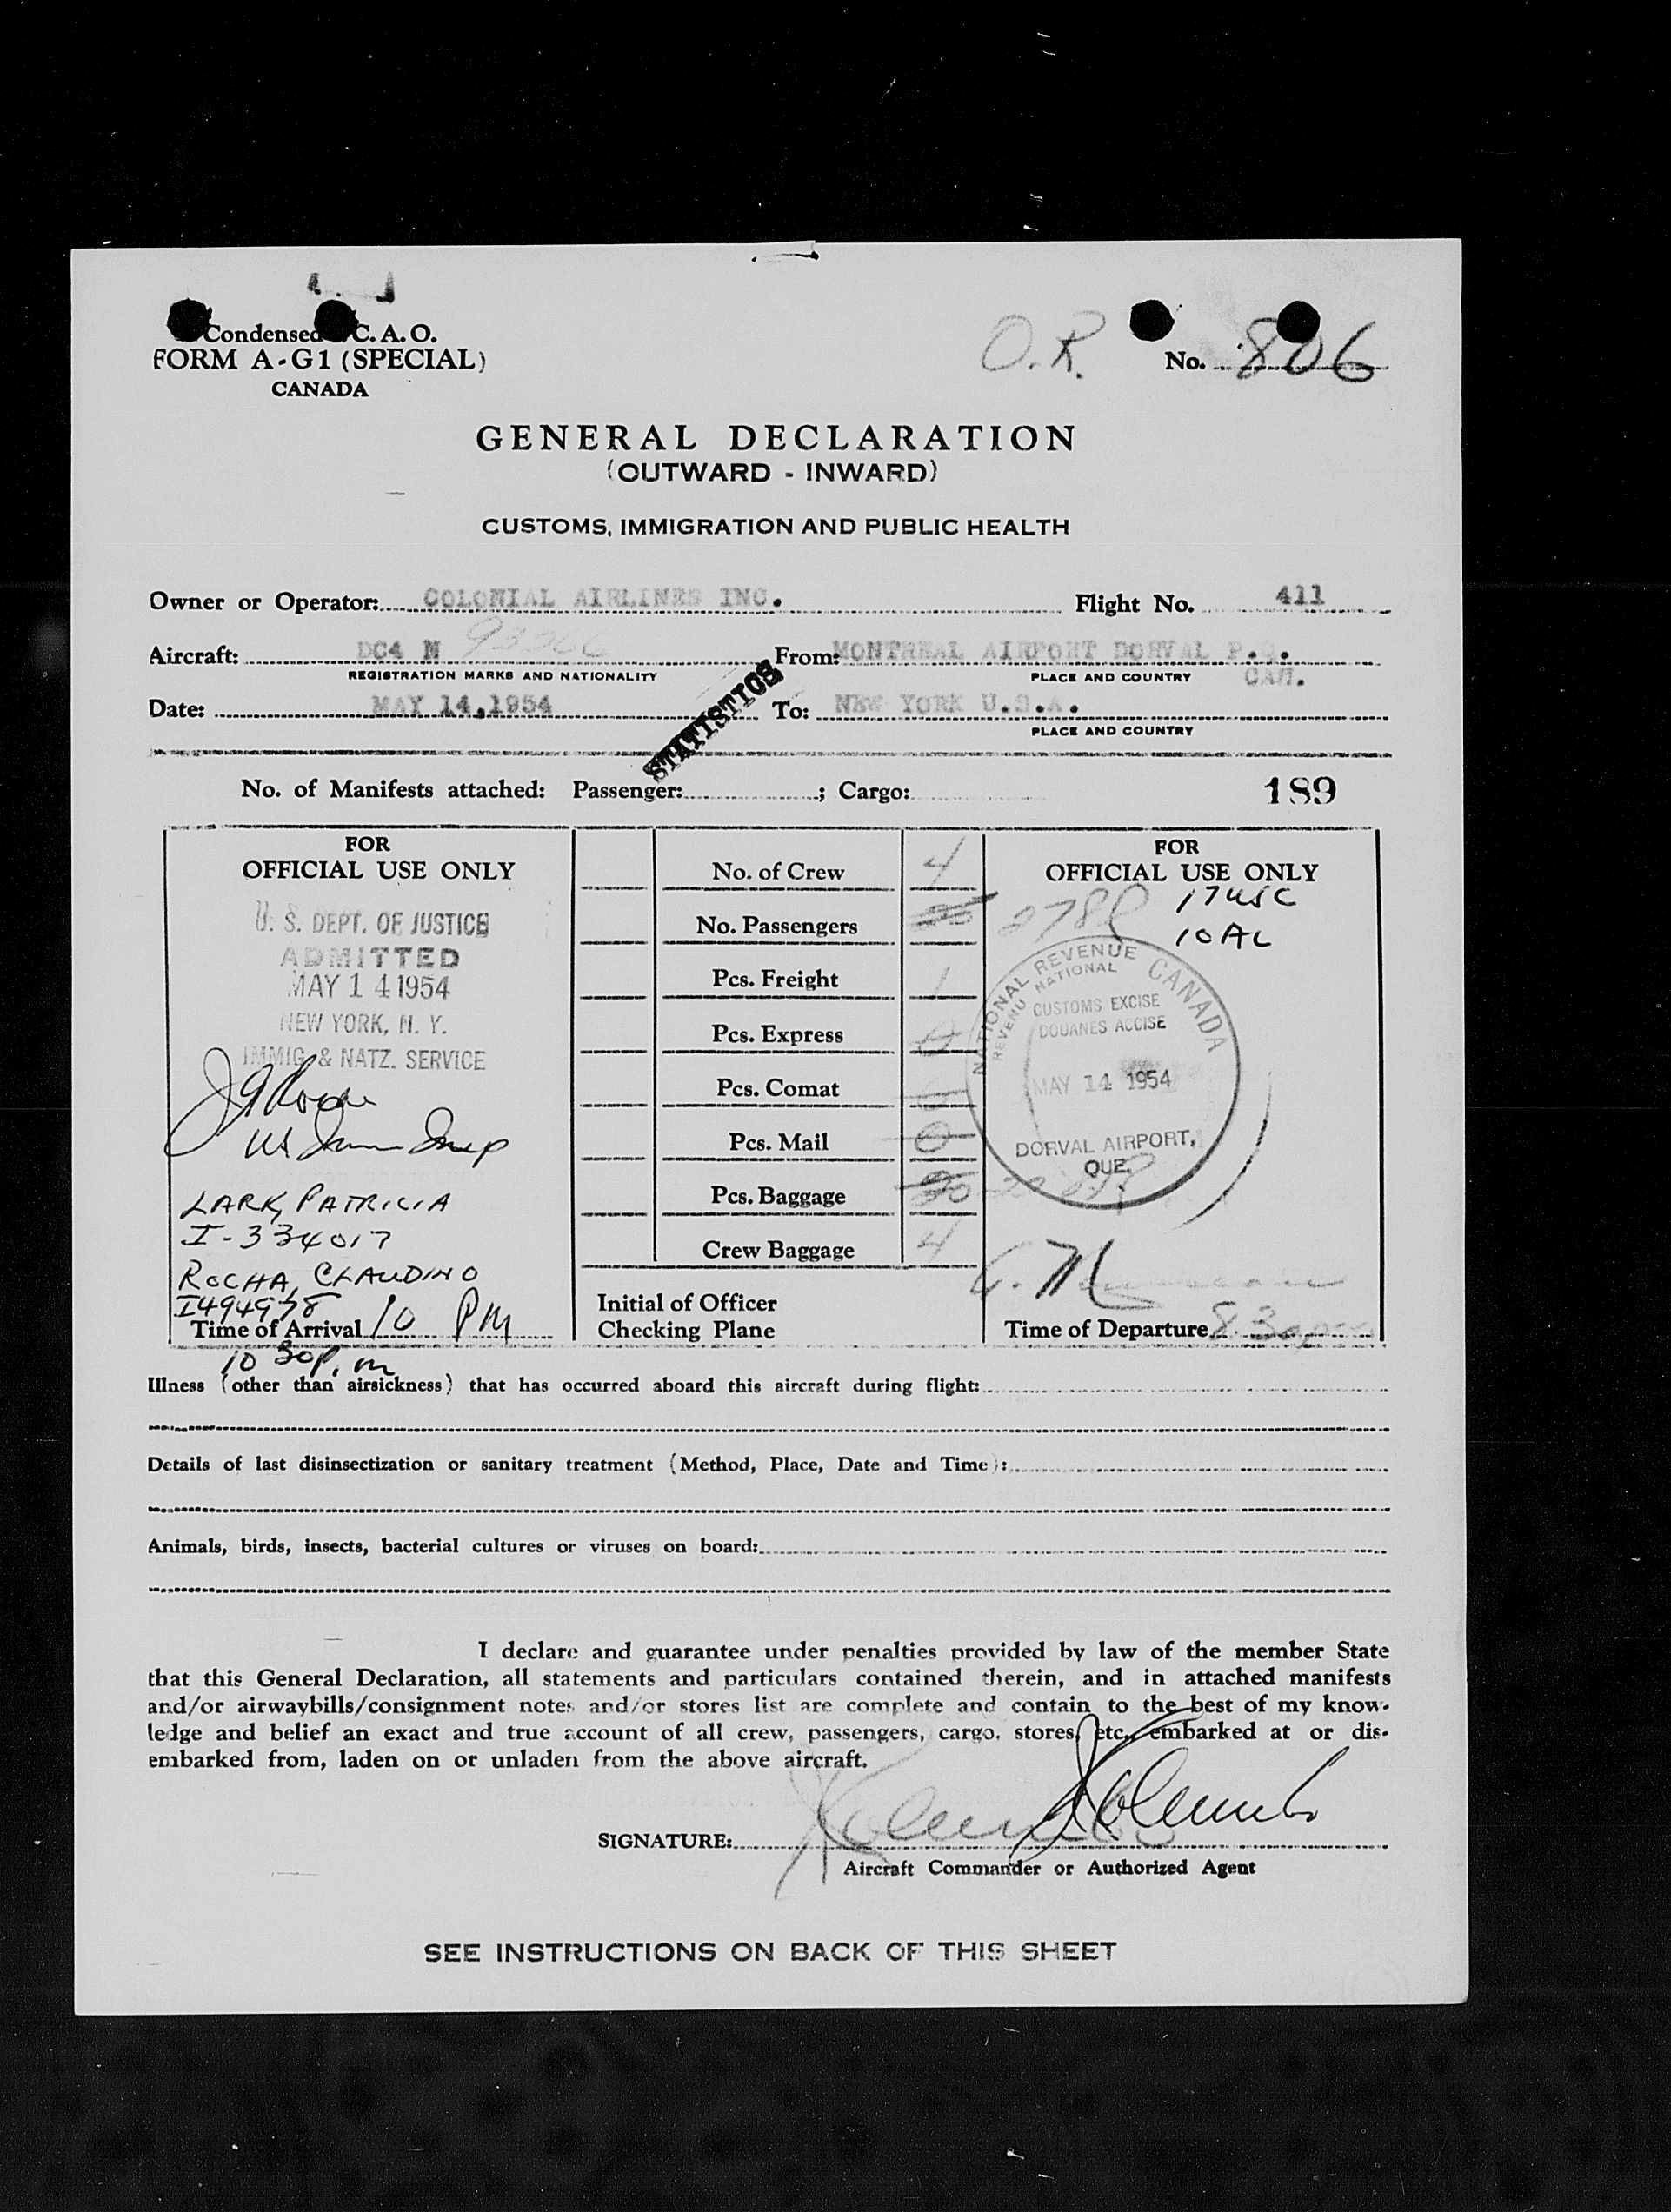 Condensed C. A. O.
FORM A-G1 (SPECIAL)
CANADA
O.R.
No. 806
GENERAL DECLARATION
(OUTWARD - INWARD)
CUSTOMS, IMMIGRATION AND PUBLIC HEALTH
Owner or Operator: COLONIAL AIRLINES INC. Flight No. 411
Aircraft: DC4 N From: MONTREAL AIRPORT DORVAL P.Q.
REGISTRATION MARKS AND NATIONALITY PLACE AND COUNTRY CAN.
Date: MAY 14,1954 To: NEW YORK U.S.A.
PLACE AND COUNTRY
STATISTICS
No. of Manifests attached: Passenger: ; Cargo: 189
FOR
OFFICIAL USE ONLY
U. S. DEPT. OF JUSTICE
ADMITTED
MAY 14 1954
NEW YORK, N. Y.
IMMIG. & NATZ. SERVICE
LARK, PATRICIA
I-334017
ROCHA, CLAUDINO
I494978
Time of Arrival 10 PM
10 30p.m
No. of Crew 4
No. Passengers
Pcs. Freight 1
Pcs. Express 0
Pcs. Comat 0
Pcs. Mail 0
Pcs. Baggage
Crew Baggage 4
Initial of Officer
Checking Plane
FOR
OFFICIAL USE ONLY
17 USC
10 AL
NATIONAL REVENUE CANADA
REVENU NATIONAL
CUSTOMS EXCISE
DOUANES ACCISE
MAY 14 1954
DORVAL AIRPORT,
QUE.
Time of Departure 8.30pm
Illness (other than airsickness) that has occurred aboard this aircraft during flight:
Details of last disinsectization or sanitary treatment (Method, Place, Date and Time):
Animals, birds, insects, bacterial cultures or viruses on board:
I declare and guarantee under penalties provided by law of the member State
that this General Declaration, all statements and particulars contained therein, and in attached manifests
and/or airwaybills/consignment notes and/or stores list are complete and contain to the best of my know-
ledge and belief an exact and true account of all crew, passengers, cargo, stores, etc., embarked at or dis-
embarked from, laden on or unladen from the above aircraft.
SIGNATURE:
Aircraft Commander or Authorized Agent
SEE INSTRUCTIONS ON BACK OF THIS SHEET